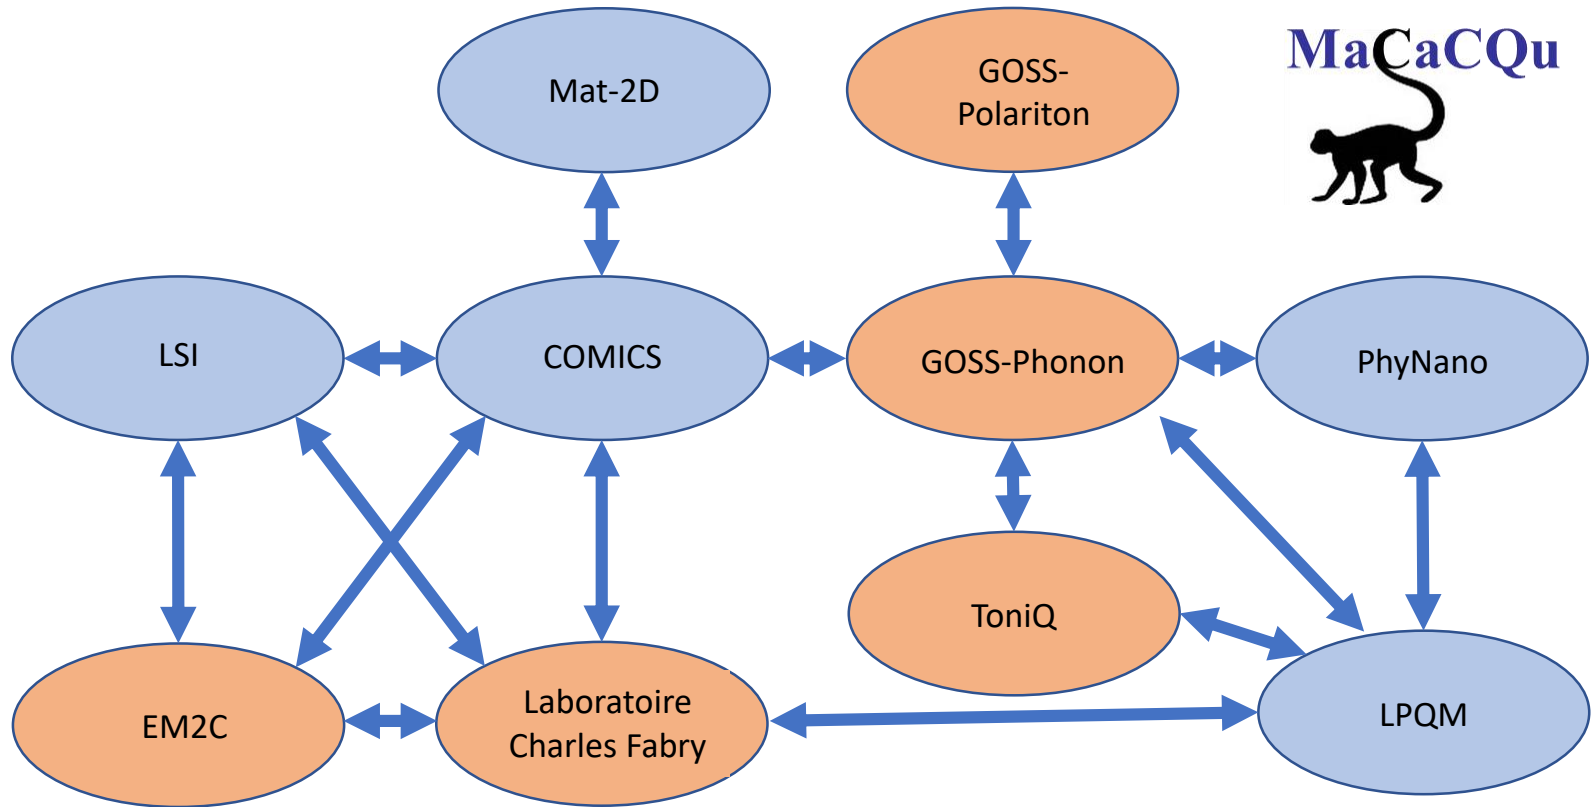 Mat-2D
GOSS-
Polariton
MaCaCQu
LSI
COMICS
GOSS-Phonon
PhyNano
ToniQ
EM2C
Laboratoire
Charles Fabry
LPQM